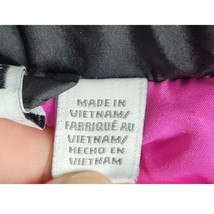 MADE IN
VIETNAM/
FABRIQUÉ AU
VIETNAM/
HECHO EN
VIETNAM